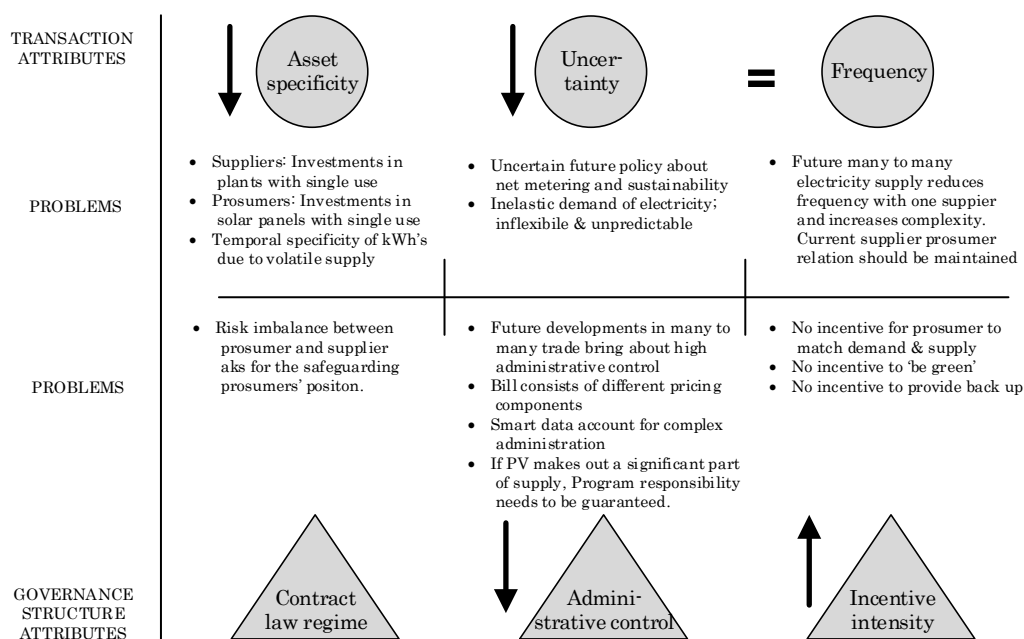 TRANSACTION
ATTRIBUTES
Asset
specificity
Uncer-
tainty
=
Frequency
PROBLEMS
• Suppliers: Investments in
plants with single use
• Prosumers: Investments in
solar panels with single use
• Temporal specificity of kWh's
due to volatile supply
• Uncertain future policy about
net metering and sustainability
• Inelastic demand of electricity;
inflexibile & unpredictable
• Future many to many
electricity supply reduces
frequency with one suppier
and increases complexity.
Current supplier prosumer
relation should be maintained
PROBLEMS
• Risk imbalance between
prosumer and supplier
aks for the safeguarding
prosumers' positon.
• Future developments in many to
many trade bring about high
administrative control
• Bill consists of different pricing
components
• Smart data account for complex
administration
• If PV makes out a significant part
of supply, Program responsibility
needs to be guaranteed.
• No incentive for prosumer to
match demand & supply
• No incentive to 'be green'
• No incentive to provide back up
GOVERNANCE
STRUCTURE
ATTRIBUTES
Contract
law regime
Admini-
strative control
Incentive
intensity